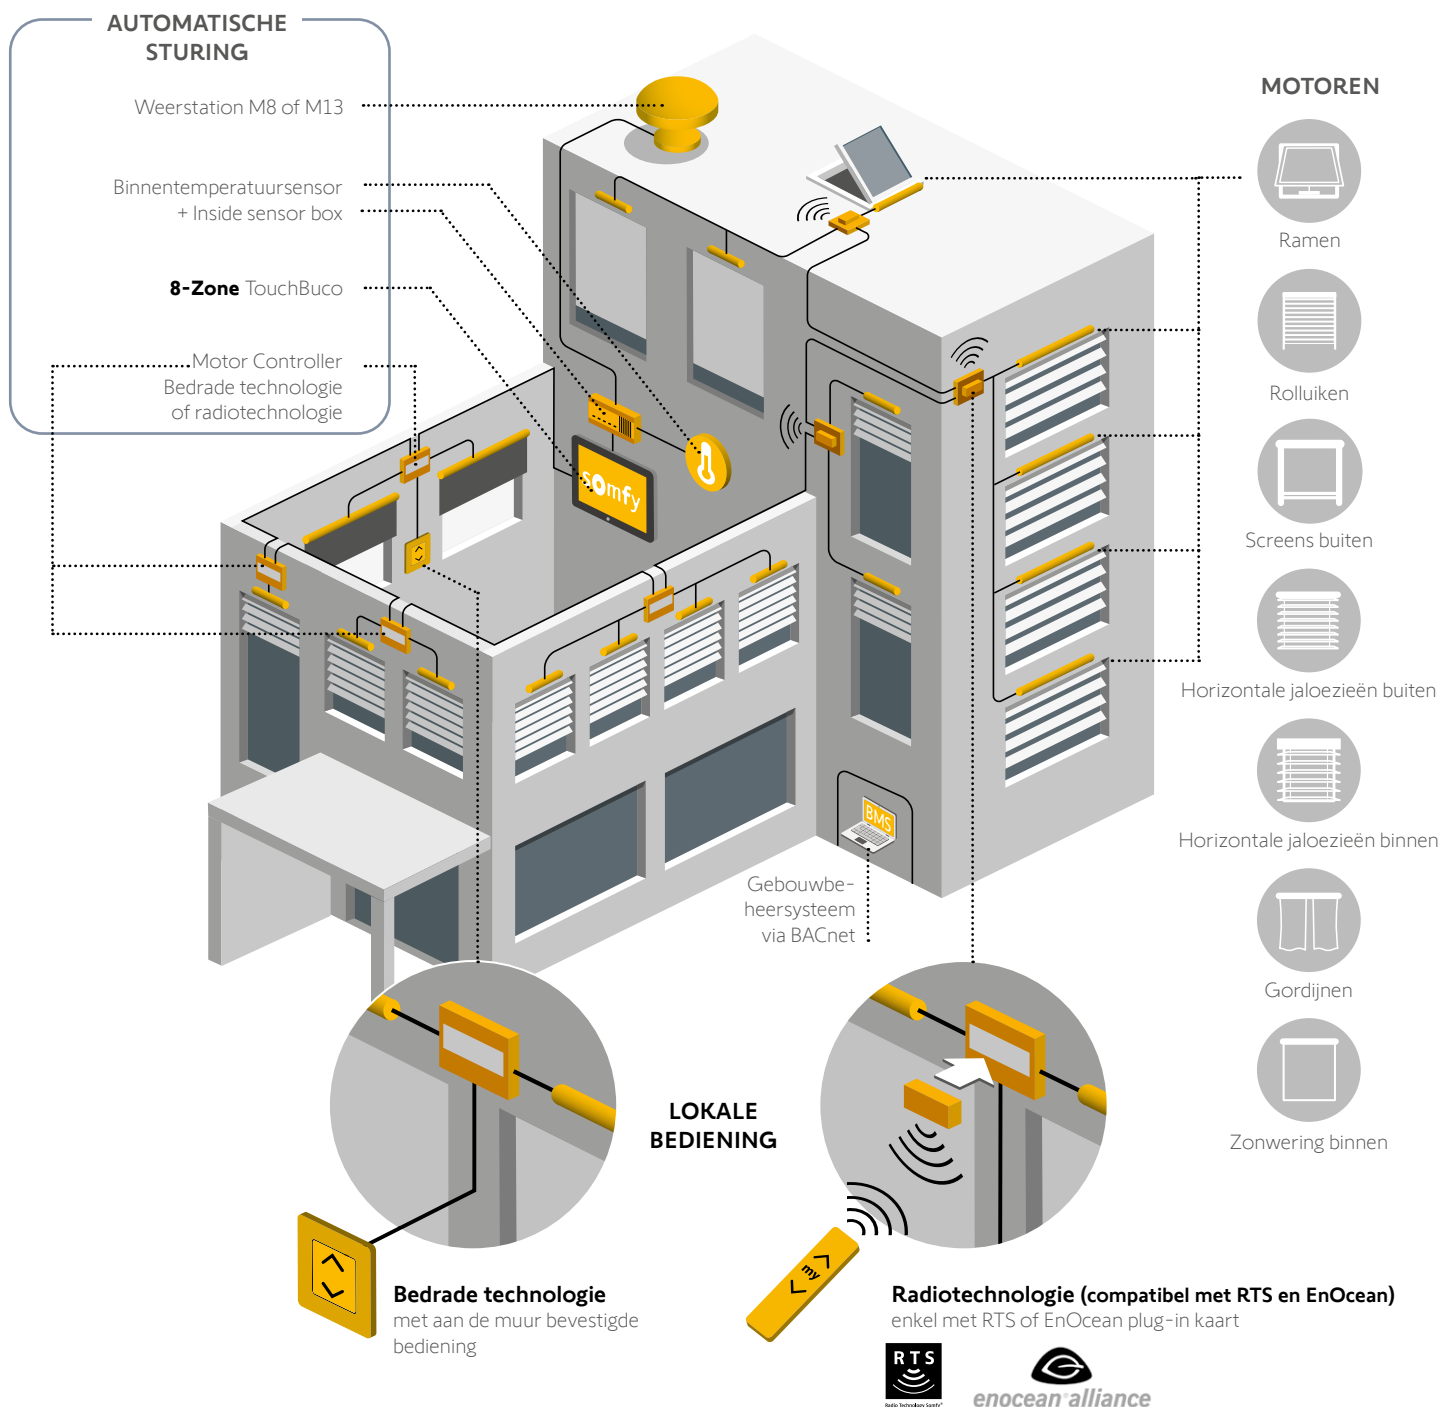 AUTOMATISCHE
STURING
Weerstation M8 of M13
Binnentemperatuursensor
+ Inside sensor box
8-Zone TouchBuco
Motor Controller
Bedrade technologie
of radiotechnologie
MOTOREN
Ramen
Rolluiken
Screens buiten
Horizontale jaloezieën buiten
Horizontale jaloezieën binnen
Gordijnen
Zonwering binnen
somfy
BMS
Gebouwbe-
heersysteem
via BACnet
LOKALE
BEDIENING
my
Bedrade technologie
met aan de muur bevestigde
bediening
Radiotechnologie (compatibel met RTS en EnOcean)
enkel met RTS of EnOcean plug-in kaart
RTS
Radio Technology Somfy®
enocean® alliance